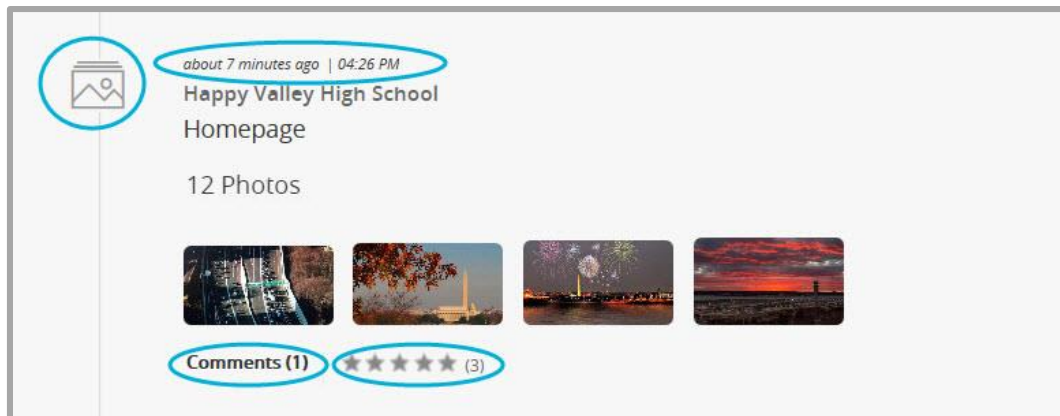 about 7 minutes ago | 04:26 PM
Happy Valley High School
Homepage
12 Photos
Comments (1) (3)